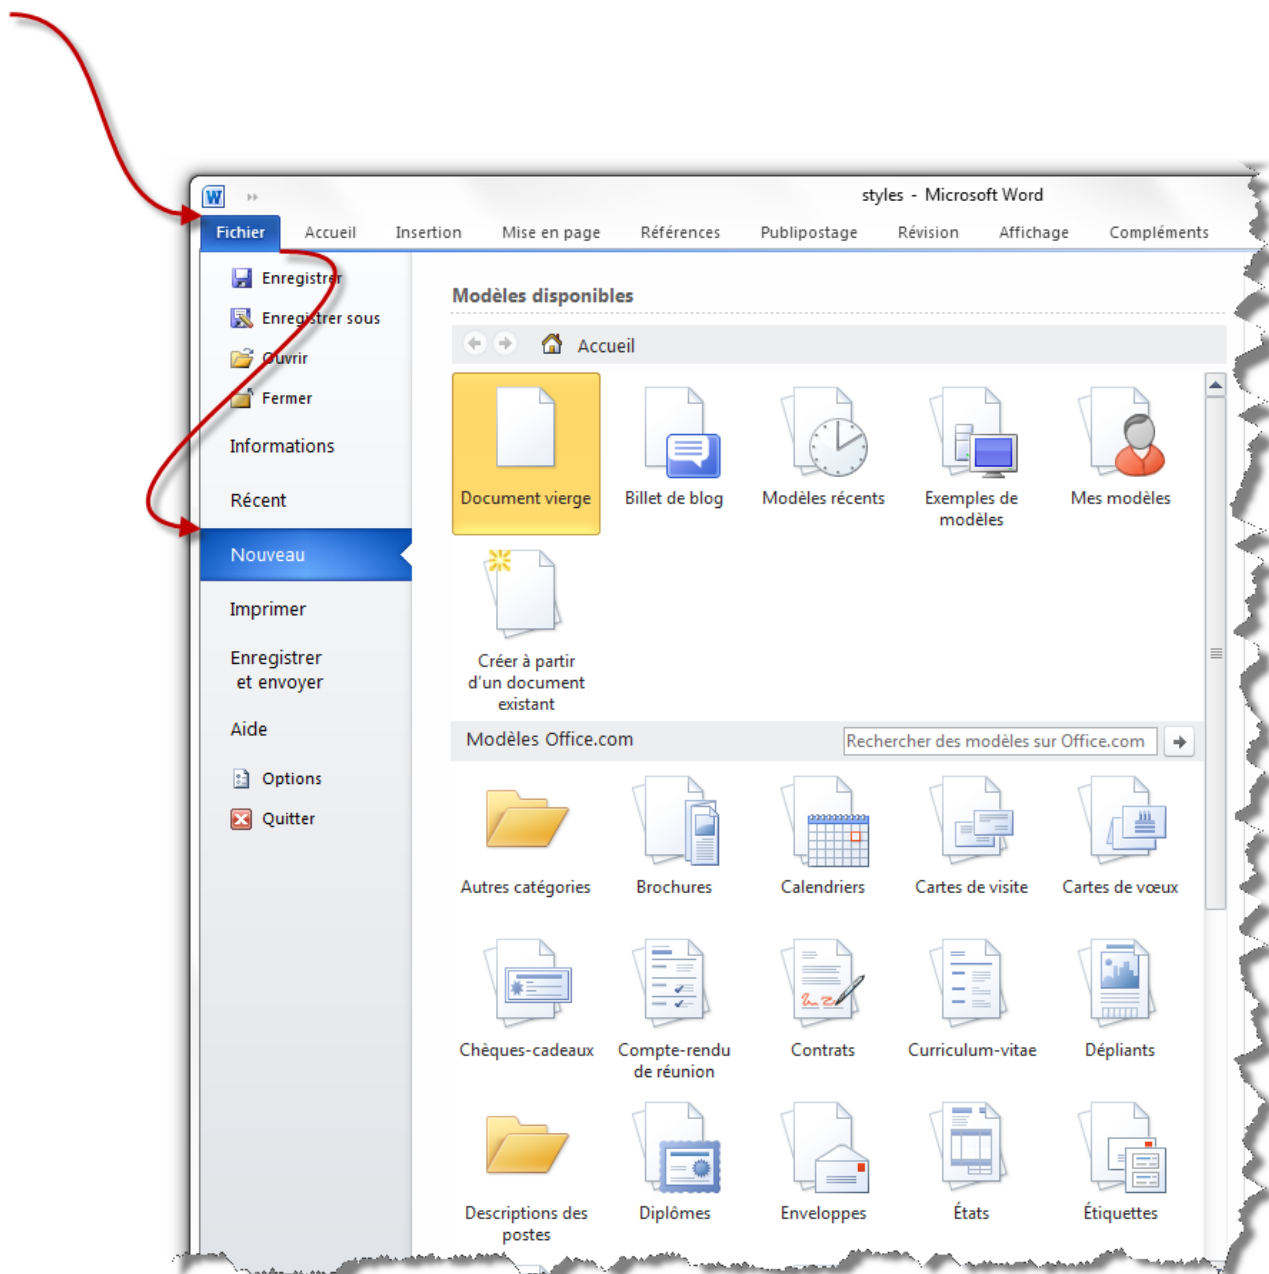 styles - Microsoft Word
Fichier Accueil Insertion Mise en page Références Publipostage Révision Affichage Compléments
Enregistrer
Enregistrer sous
Ouvrir
Fermer
Informations
Récent
Nouveau
Imprimer
Enregistrer
et envoyer
Aide
Options
Quitter
Modèles disponibles
Accueil
Document vierge
Billet de blog
Modèles récents
Exemples de
modèles
Mes modèles
Créer à partir
d'un document
existant
Modèles Office.com
Rechercher des modèles sur Office.com
Autres catégories
Brochures
Calendriers
Cartes de visite
Cartes de vœux
Chèques-cadeaux
Compte-rendu
de réunion
Contrats
Curriculum-vitae
Dépliants
Descriptions des
postes
Diplômes
Enveloppes
États
Étiquettes